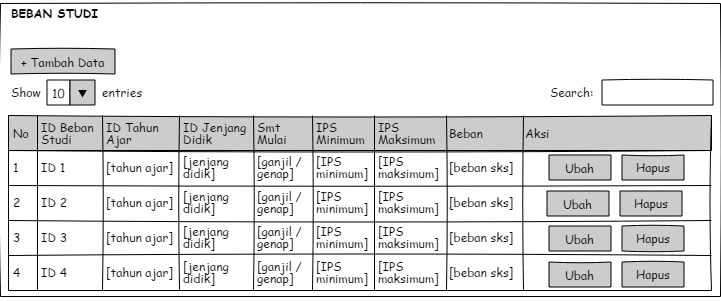 BEBAN STUDI
+ Tambah Data
Show 10 ▼ entries Search:
No ID Beban Studi ID Tahun Ajar ID Jenjang Didik Smt Mulai IPS Minimum IPS Maksimum Beban Aksi
1 ID 1 [tahun ajar] [jenjang didik] [ganjil / genap] [IPS minimum] [IPS maksimum] [beban sks] Ubah Hapus
2 ID 2 [tahun ajar] [jenjang didik] [ganjil / genap] [IPS minimum] [IPS maksimum] [beban sks] Ubah Hapus
3 ID 3 [tahun ajar] [jenjang didik] [ganjil / genap] [IPS minimum] [IPS maksimum] [beban sks] Ubah Hapus
4 ID 4 [tahun ajar] [jenjang didik] [ganjil / genap] [IPS minimum] [IPS maksimum] [beban sks] Ubah Hapus